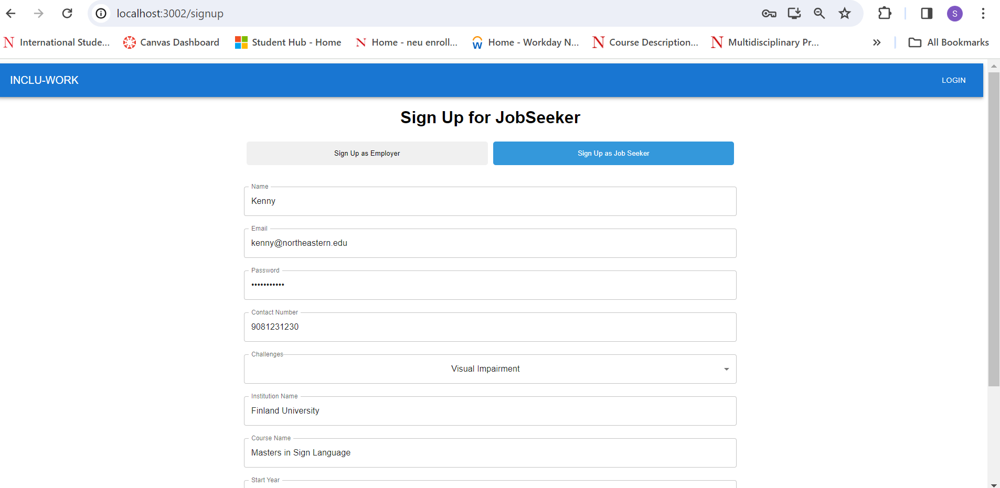 localhost:3002/signup
S
International Stude...
Canvas Dashboard
Student Hub - Home
Home - neu enroll...
Home - Workday N...
Course Description...
Multidisciplinary Pr...
All Bookmarks
INCLU-WORK
LOGIN
Sign Up for JobSeeker
Sign Up as Employer
Sign Up as Job Seeker
Name
Kenny
Email
kenny@northeastern.edu
Password
•••••••••••
Contact Number
9081231230
Challenges
Visual Impairment
Institution Name
Finland University
Course Name
Masters in Sign Language
Start Year